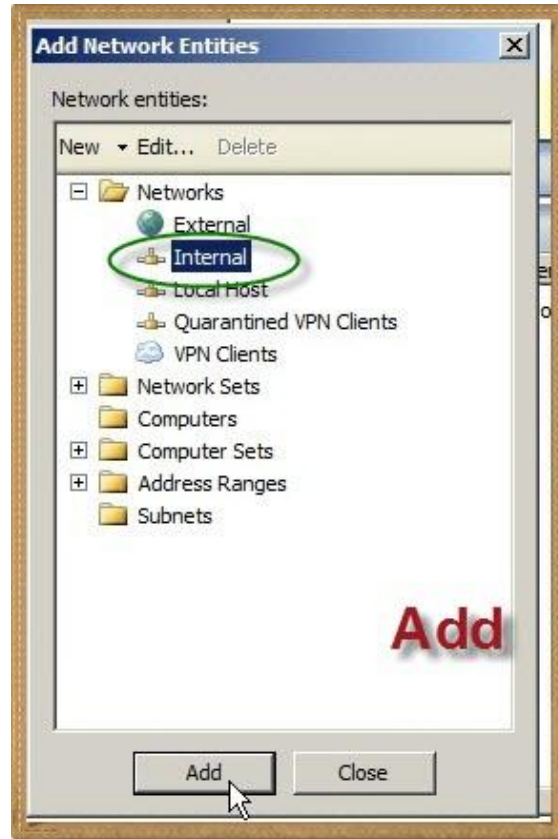 Add Network Entities
Network entities:
New Edit... Delete
Networks
External
Internal
Local Host
Quarantined VPN Clients
VPN Clients
Network Sets
Computers
Computer Sets
Address Ranges
Subnets
Add
Add Close